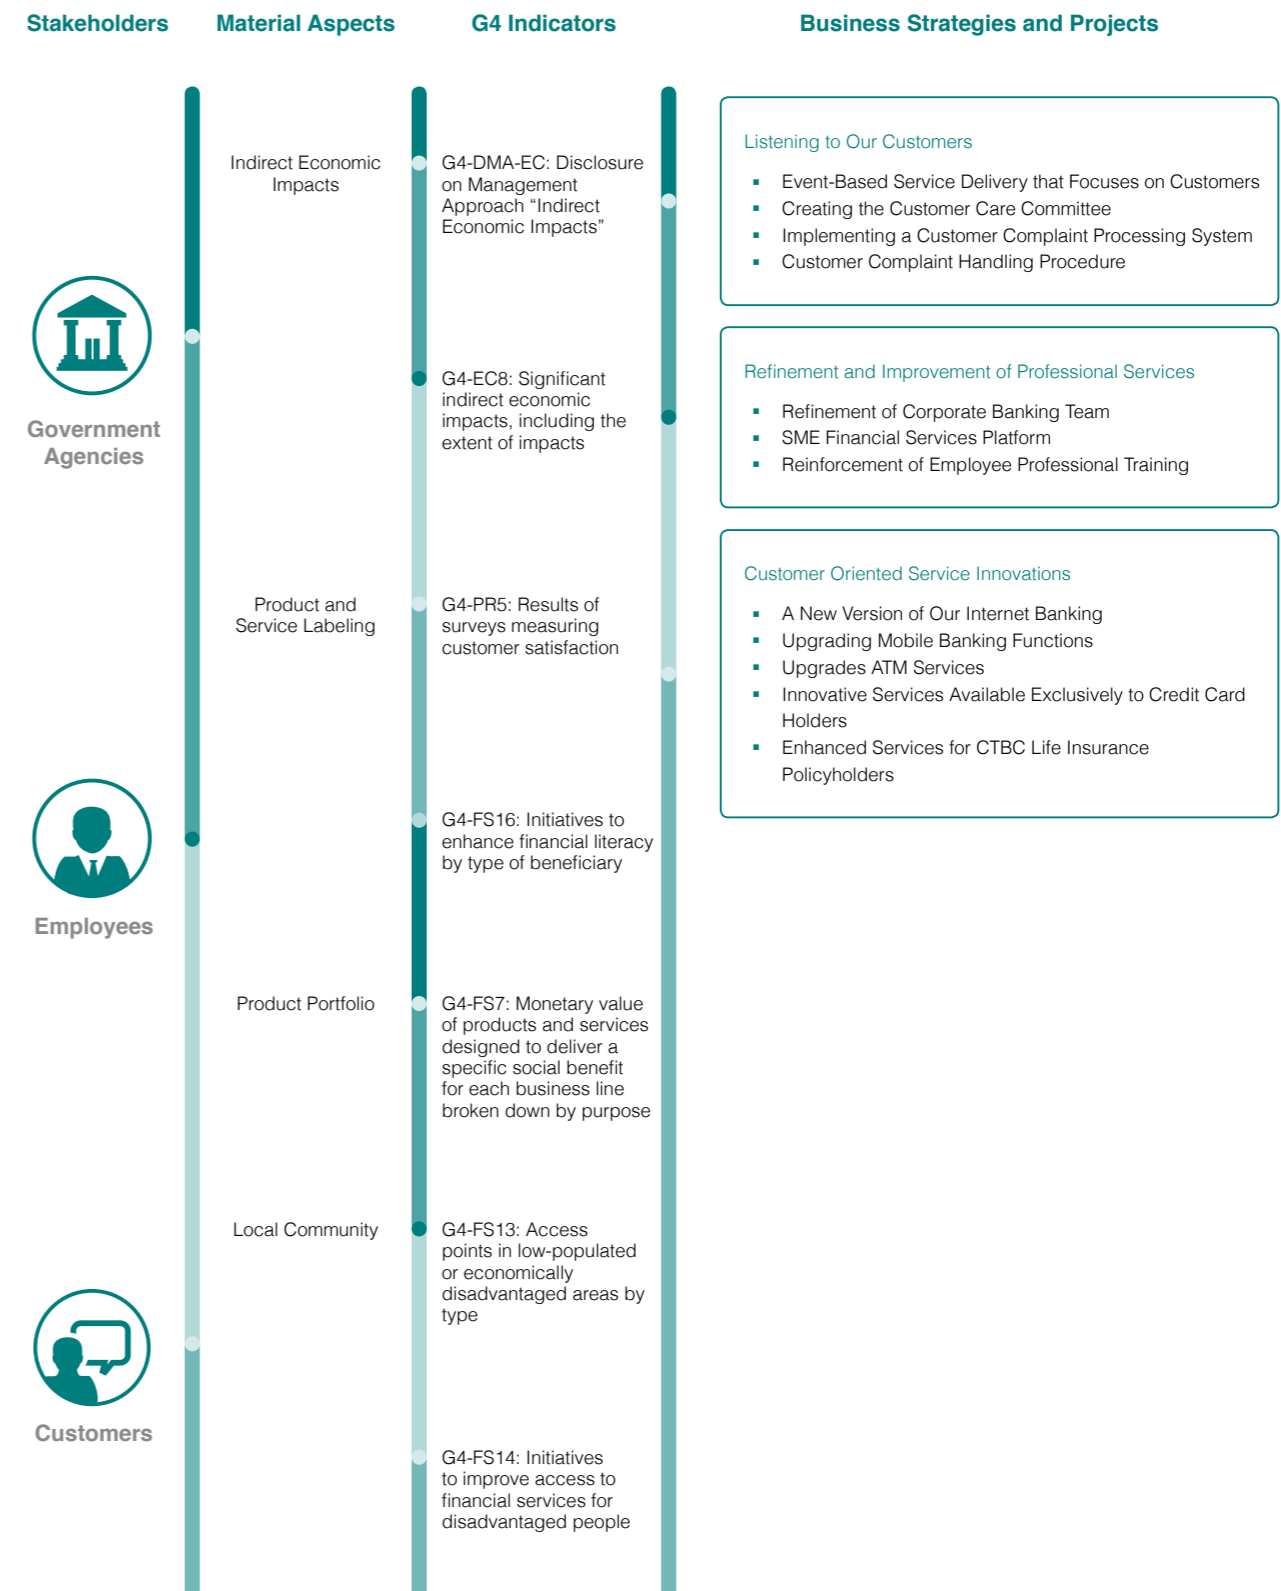 Stakeholders
Material Aspects
G4 Indicators
Business Strategies and Projects
Government
Agencies
Employees
Customers
Indirect Economic
Impacts
Product and
Service Labeling
Product Portfolio
Local Community
G4-DMA-EC: Disclosure
on Management
Approach “Indirect
Economic Impacts”
G4-EC8: Significant
indirect economic
impacts, including the
extent of impacts
G4-PR5: Results of
surveys measuring
customer satisfaction
G4-FS16: Initiatives to
enhance financial literacy
by type of beneficiary
G4-FS7: Monetary value
of products and services
designed to deliver a
specific social benefit
for each business line
broken down by purpose
G4-FS13: Access
points in low-populated
or economically
disadvantaged areas by
type
G4-FS14: Initiatives
to improve access to
financial services for
disadvantaged people
Listening to Our Customers
▪ Event-Based Service Delivery that Focuses on Customers
▪ Creating the Customer Care Committee
▪ Implementing a Customer Complaint Processing System
▪ Customer Complaint Handling Procedure
Refinement and Improvement of Professional Services
▪ Refinement of Corporate Banking Team
▪ SME Financial Services Platform
▪ Reinforcement of Employee Professional Training
Customer Oriented Service Innovations
▪ A New Version of Our Internet Banking
▪ Upgrading Mobile Banking Functions
▪ Upgrades ATM Services
▪ Innovative Services Available Exclusively to Credit Card
Holders
▪ Enhanced Services for CTBC Life Insurance
Policyholders